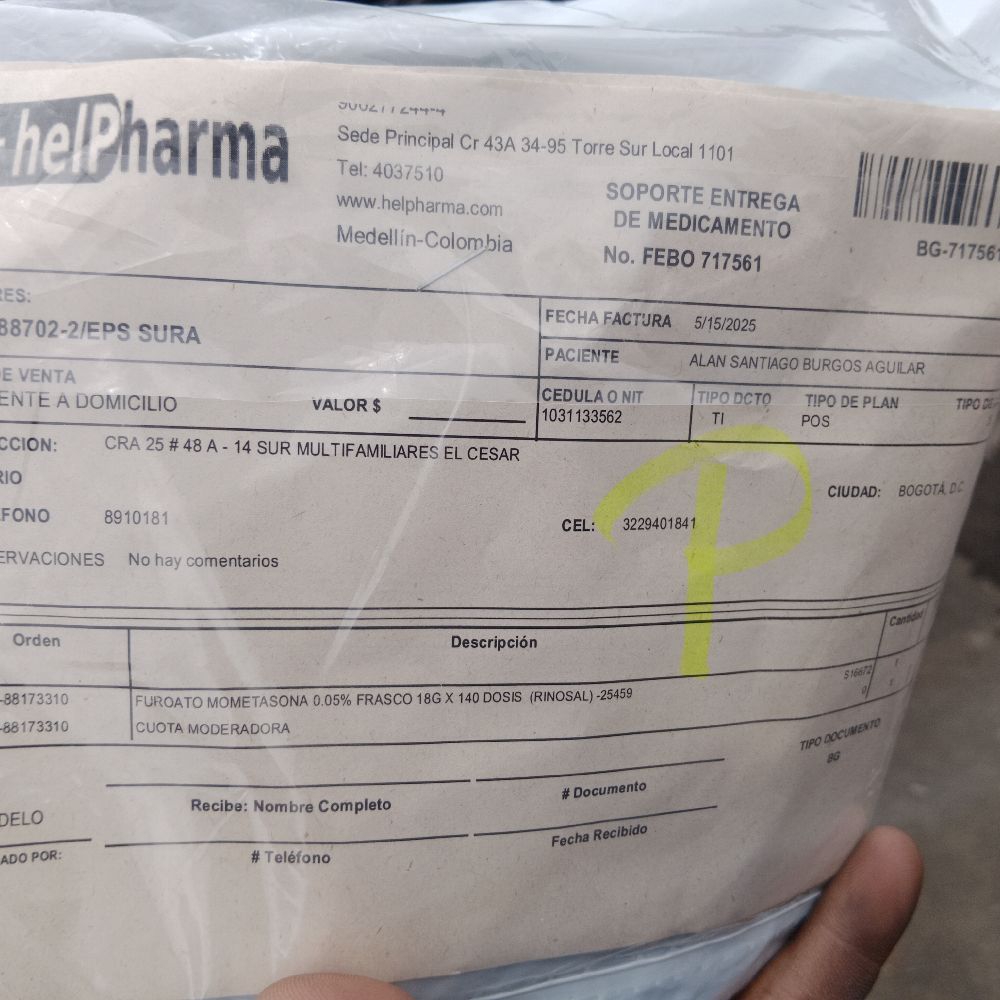 helPharma
Sede Principal Cr 43A 34-95 Torre Sur Local 1101
Tel: 4037510
www.helpharma.com
Medellín-Colombia
SOPORTE ENTREGA
DE MEDICAMENTO
No. FEBO 717561
BG-717561
RES:
88702-2/EPS SURA
FECHA FACTURA 5/15/2025
PACIENTE ALAN SANTIAGO BURGOS AGUILAR
E VENTA
ENTE A DOMICILIO VALOR $
CEDULA O NIT TIPO DCTO TIPO DE PLAN TIPO DE
1031133562 TI POS
CCION: CRA 25 # 48 A - 14 SUR MULTIFAMILIARES EL CESAR
RIO
CIUDAD: BOGOTÁ, D.C
FONO 8910181 CEL: 3229401841
P
ERVACIONES No hay comentarios
Orden Descripción Cantidad
-88173310 FUROATO MOMETASONA 0.05% FRASCO 18G X 140 DOSIS (RINOSAL) -25459 S16672
-88173310 CUOTA MODERADORA 0
TIPO DOCUMENTO
BG
Recibe: Nombre Completo # Documento
DELO
ADO POR: # Teléfono Fecha Recibido